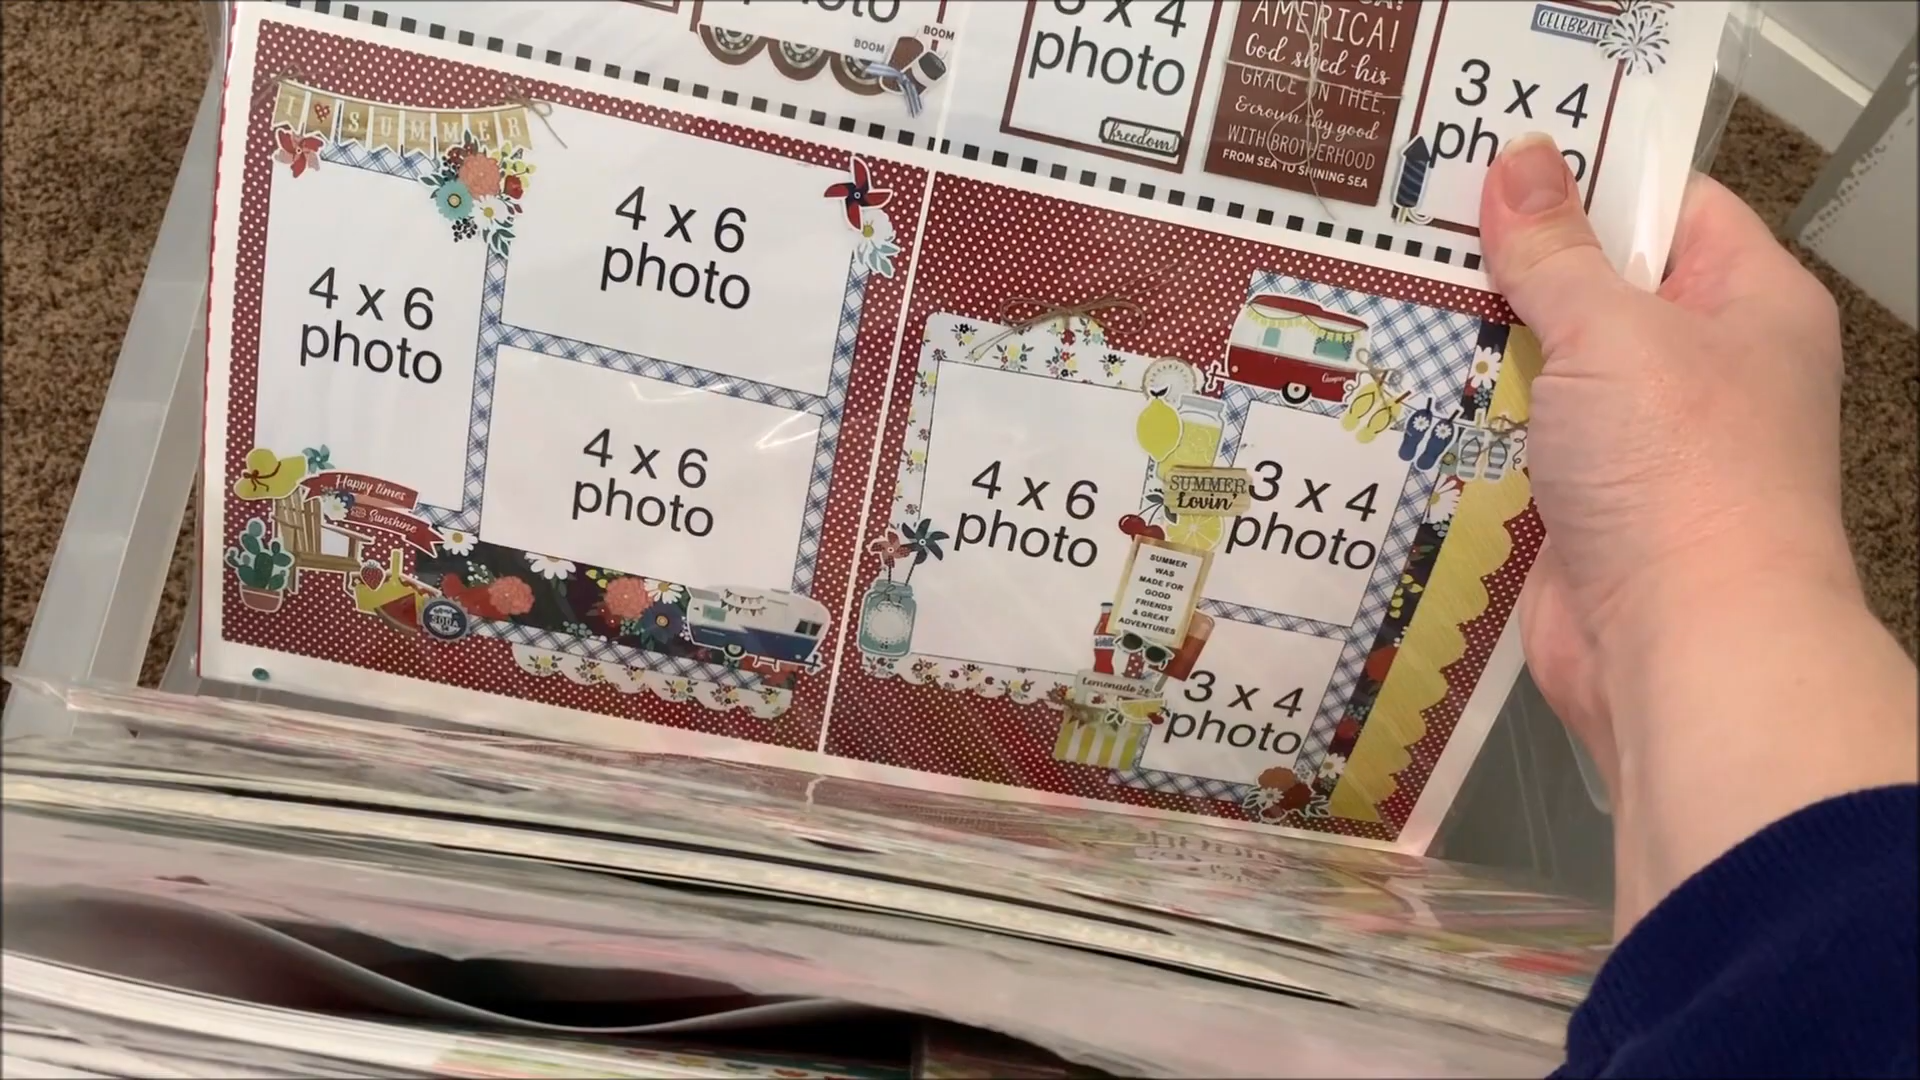 BOOM
BOOM
3 x 4
photo
freedom
AMERICA!
God shed his
GRACE ON THEE,
& crown thy good
WITH BROTHERHOOD
FROM SEA TO SHINING SEA
CELEBRATE
3 x 4
photo
I SUMMER
4 x 6
photo
4 x 6
photo
4 x 6
photo
Happy times
and
Sunshine
SODA
4 x 6
photo
Camper
SUMMER
Lovin'
3 x 4
photo
SUMMER
WAS
MADE FOR
GOOD
FRIENDS
& GREAT
ADVENTURES
Lemonade
3 x 4
photo